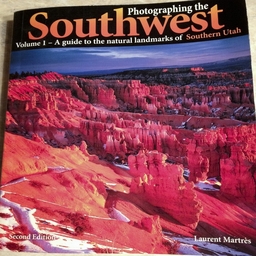 Photographing the
Southwest
Volume 1 – A guide to the natural landmarks of Southern Utah
Second Edition
Laurent Martrès